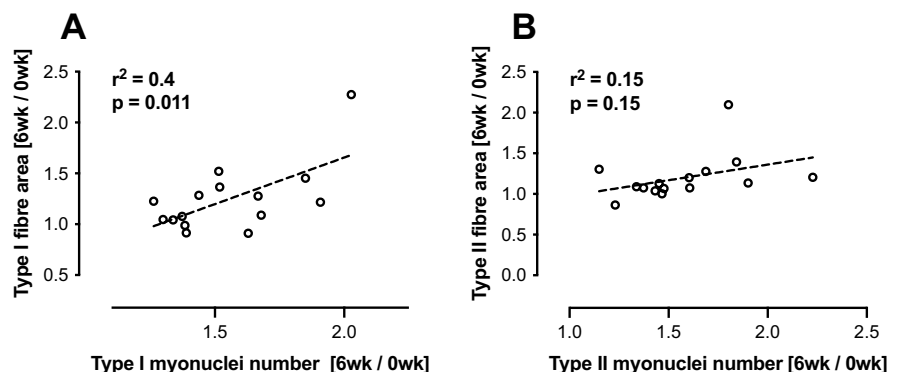 A
r² = 0.4
p = 0.011
Type I fibre area [6wk / 0wk]
2.5
2.0
1.5
1.0
0.5
1.5
2.0
Type I myonuclei number [6wk / 0wk]
B
r² = 0.15
p = 0.15
Type II fibre area [6wk / 0wk]
2.5
2.0
1.5
1.0
0.5
0.0
1.0
1.5
2.0
2.5
Type II myonuclei number [6wk / 0wk]